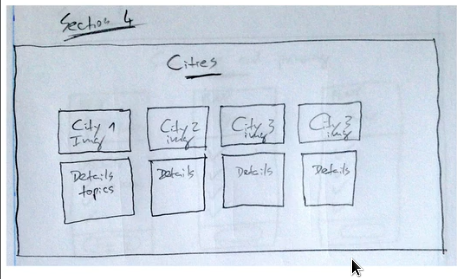 Section 4
Cities
City 1
Img
City 2
img
City 3
img
City 3
img
Details
topics
Details
Details
Details